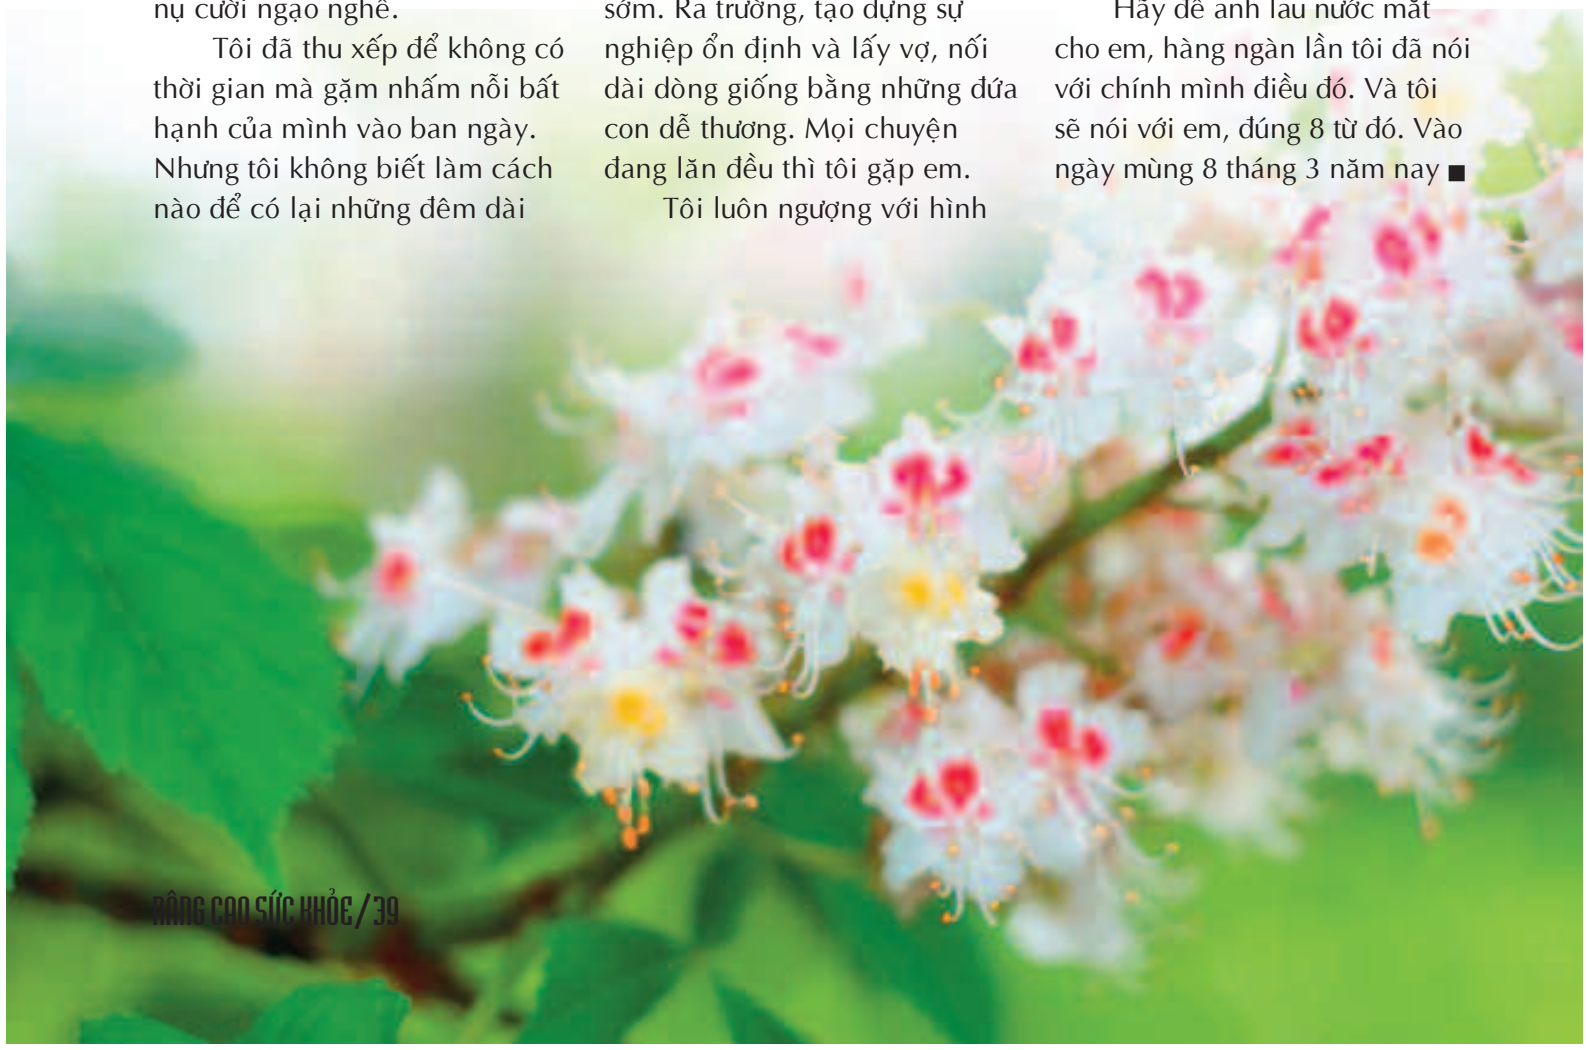 nụ cười ngạo nghễ.
Tôi đã thu xếp để không có
thời gian mà gặm nhấm nỗi bất
hạnh của mình vào ban ngày.
Nhưng tôi không biết làm cách
nào để có lại những đêm dài
sớm. Ra trường, tạo dựng sự
nghiệp ổn định và lấy vợ, nối
dài dòng giống bằng những đứa
con dễ thương. Mọi chuyện
đang lăn đều thì tôi gặp em.
Tôi luôn ngượng với hình
Hãy để anh lau nước mắt
cho em, hàng ngàn lần tôi đã nói
với chính mình điều đó. Và tôi
sẽ nói với em, đúng 8 từ đó. Vào
ngày mùng 8 tháng 3 năm nay ■
NÂNG CAO SỨC KHỎE/39